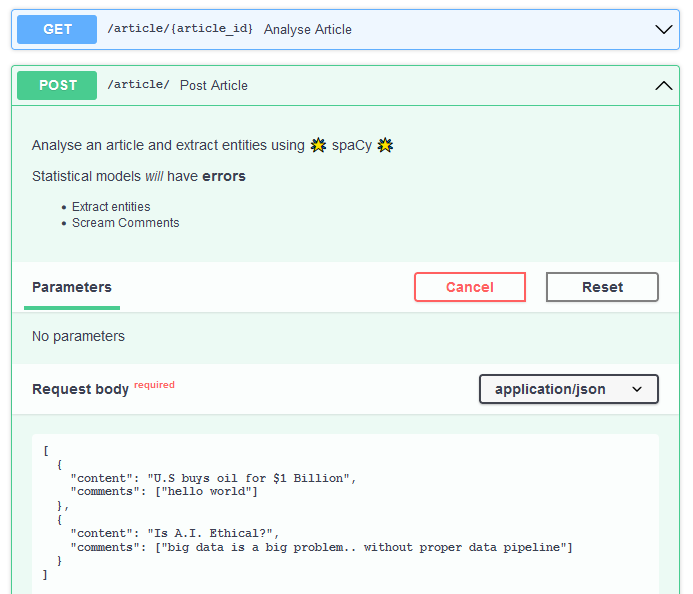 GET /article/{article_id} Analyse Article
POST /article/ Post Article
Analyse an article and extract entities using spaCy
Statistical models will have errors
Extract entities
Scream Comments
Parameters Cancel Reset
No parameters
Request body required application/json
[
{
"content": "U.S buys oil for $1 Billion",
"comments": ["hello world"]
},
{
"content": "Is A.I. Ethical?",
"comments": ["big data is a big problem.. without proper data pipeline"]
}
]